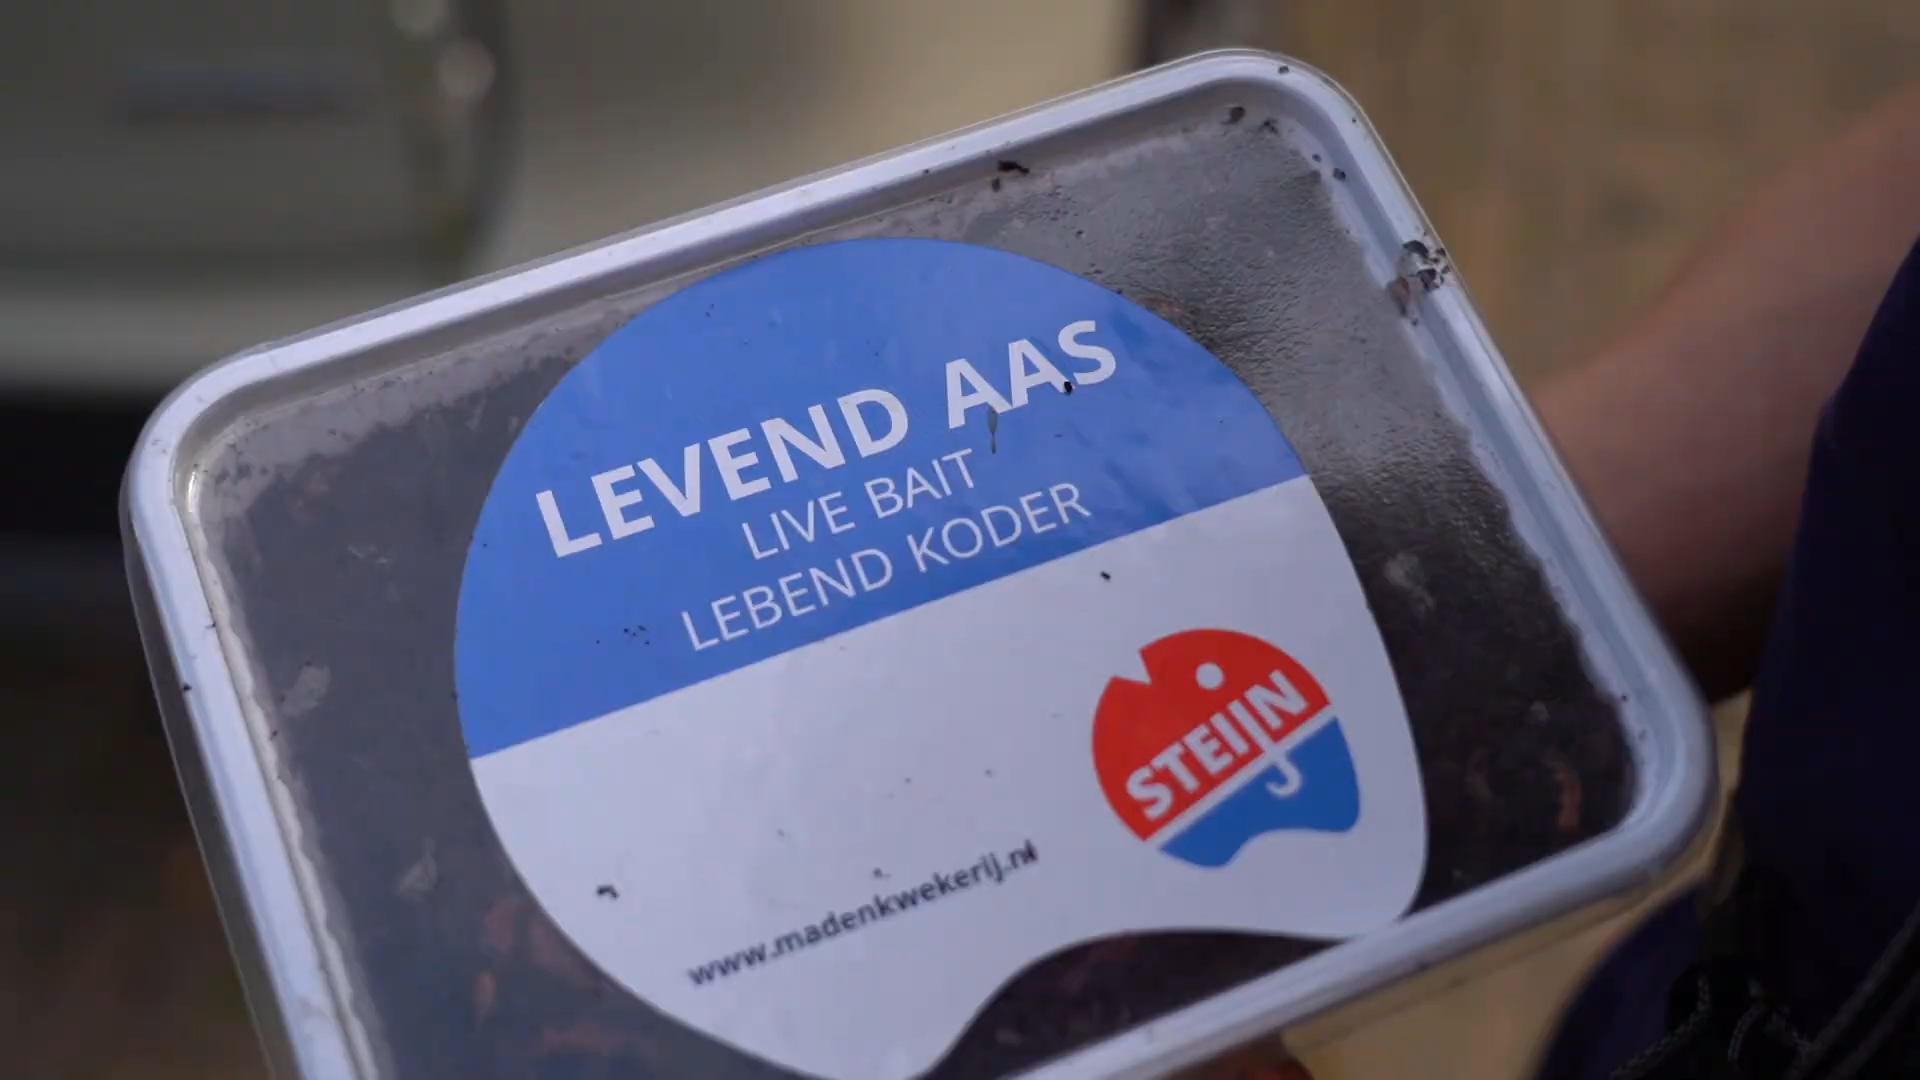 LEVEND AAS
LIVE BAIT
LEBEND KODER
STEIJN
www.madenkwekerij.nl